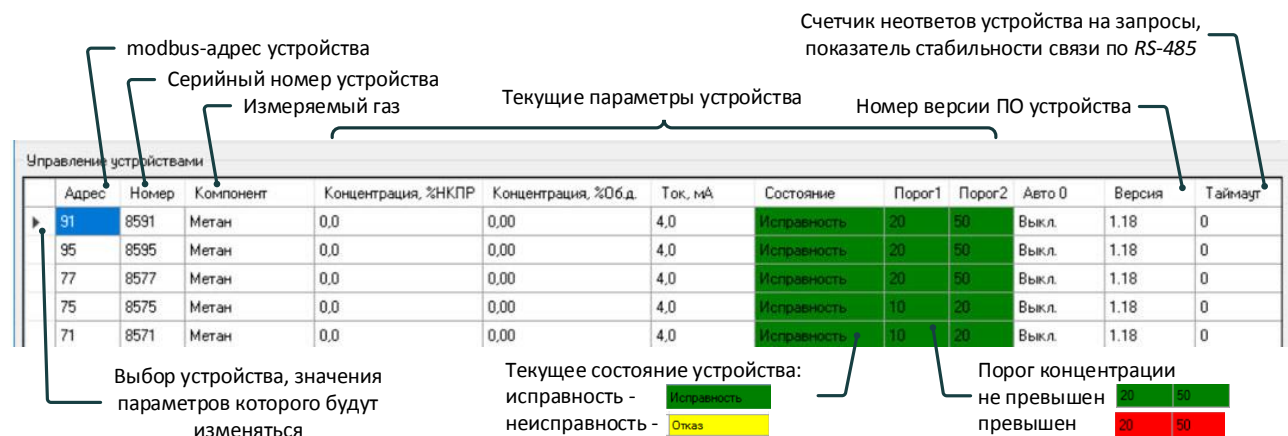 Счетчик неответов устройства на запросы,
показатель стабильности связи по RS-485
modbus-адрес устройства
Серийный номер устройства
Измеряемый газ
Текущие параметры устройства
Номер версии ПО устройства
Управление устройствами
Адрес Номер Компонент Концентрация, %НКПР Концентрация, %Об.д. Ток, мА Состояние Порог1 Порог2 Авто 0 Версия Таймаут
91 8591 Метан 0,0 0,00 4,0 Исправность 20 50 Выкл. 1.18 0
95 8595 Метан 0,0 0,00 4,0 Исправность 20 50 Выкл. 1.18 0
77 8577 Метан 0,0 0,00 4,0 Исправность 20 50 Выкл. 1.18 0
75 8575 Метан 0,0 0,00 4,0 Исправность 10 20 Выкл. 1.18 0
71 8571 Метан 0,0 0,00 4,0 Исправность 10 20 Выкл. 1.18 0
Выбор устройства, значения
параметров которого будут
изменяться
Текущее состояние устройства:
исправность - Исправность
неисправность - Отказ
Порог концентрации
не превышен 20 50
превышен 20 50